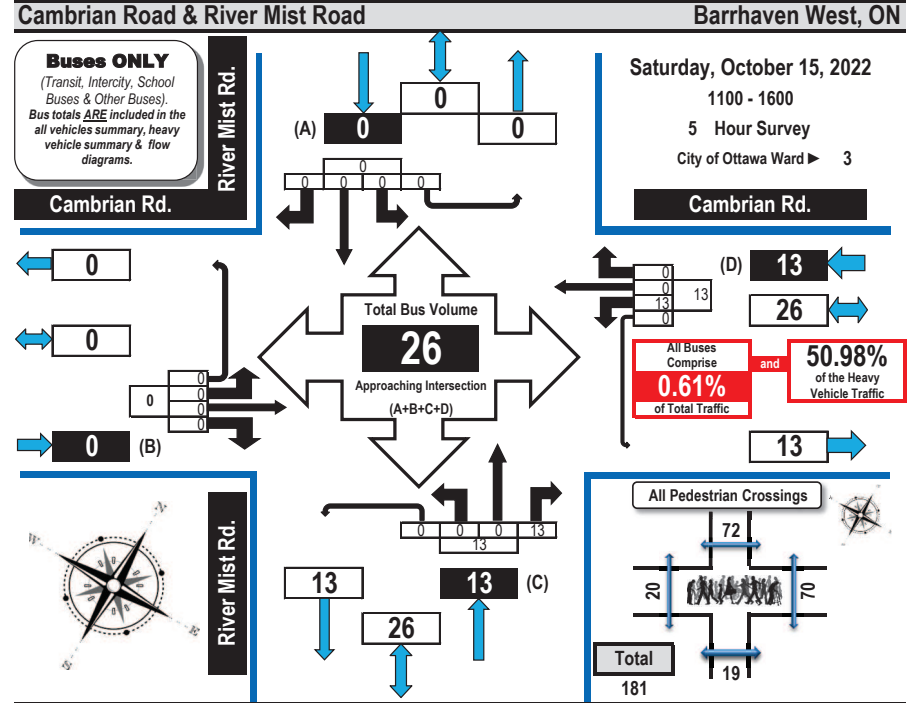 Cambrian Road & River Mist Road
Barrhaven West, ON
Buses ONLY
(Transit, Intercity, School
Buses & Other Buses).
Bus totals ARE included in the
all vehicles summary, heavy
vehicle summary & flow
diagrams.
River Mist Rd.
Cambrian Rd.
(A)
0
0
0
0
0
0
0
0
Saturday, October 15, 2022
1100 - 1600
5 Hour Survey
City of Ottawa Ward ► 3
Cambrian Rd.
0
0
0
(B)
0
0
0
0
0
Total Bus Volume
26
Approaching Intersection
(A+B+C+D)
0
0
13
0
13
(D)
13
26
All Buses
Comprise
0.61%
of Total Traffic
and
50.98%
of the Heavy
Vehicle Traffic
13
N
W
E
S
River Mist Rd.
0
0
0
13
13
13
13
(C)
26
All Pedestrian Crossings
72
20
70
19
Total
181